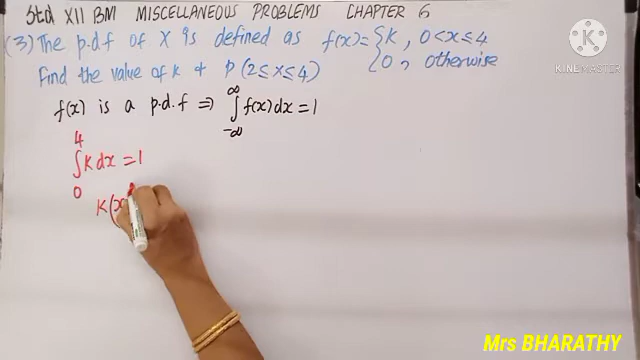 Std XII BM MISCELLANEOUS PROBLEMS CHAPTER 6
(3) The p.d.f of X is defined as f(x) = { K, 0 < x ≤ 4
{ 0, otherwise
Find the value of K & P(2 ≤ x ≤ 4)
f(x) is a p.d.f ⇒ ∫_{-∞}^{∞} f(x)dx = 1
∫_0^4 K dx = 1
K(x
KINEMASTER
Mrs BHARATHY